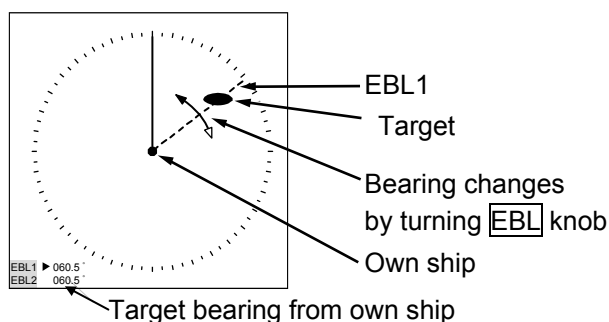 EBL1
Target
Bearing changes
by turning EBL knob
Own ship
EBL1 ▶ 060.5°
EBL2 060.5°
Target bearing from own ship